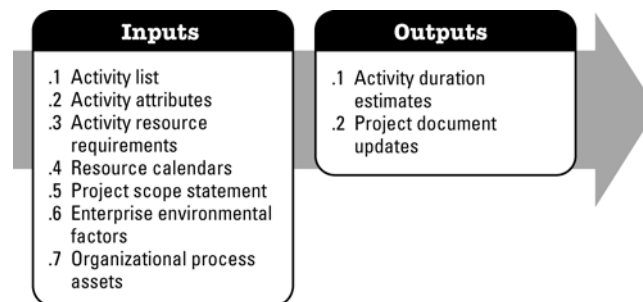 Inputs
.1 Activity list
.2 Activity attributes
.3 Activity resource
requirements
.4 Resource calendars
.5 Project scope statement
.6 Enterprise environmental
factors
.7 Organizational process
assets
Outputs
.1 Activity duration
estimates
.2 Project document
updates